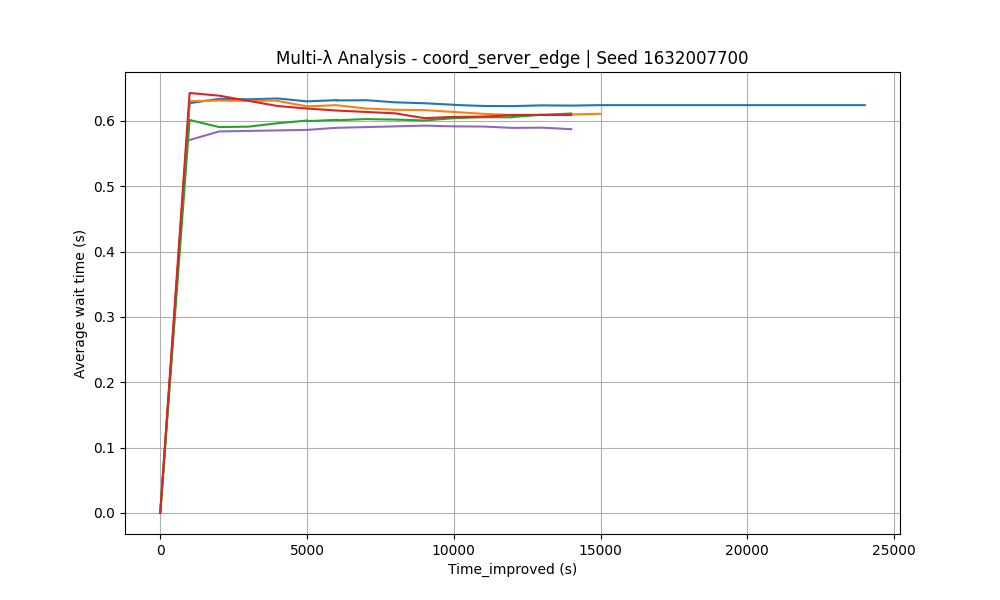 Multi-λ Analysis - coord_server_edge | Seed 1632007700
Average wait time (s)
0.6
0.5
0.4
0.3
0.2
0.1
0.0
0 5000 10000 15000 20000 25000
Time_improved (s)